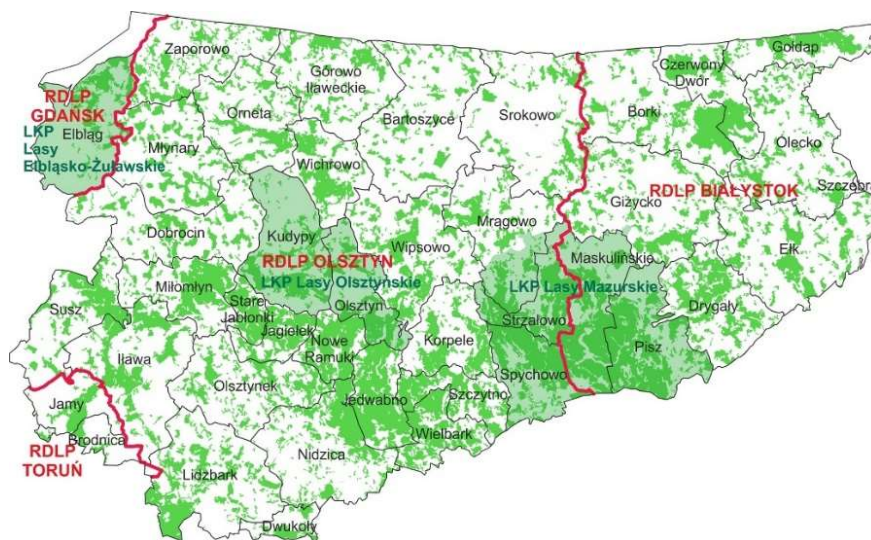 Zaporowo
Górowo
Iławeckie
Gołdap
Czerwony
Dwór
RDLP
GDAŃSK
Elbląg
LKP
Lasy
Elbląsko-Żuławskie
Orneta
Bartoszyce
Srokowo
Borki
Młynary
Olecko
Wichrowo
RDLP BIAŁYSTOK
Szczebra
Giżycko
Mrągowo
Dobrocin
Kudypy
Wipsowo
Ełk
RDLP OLSZTYN
Maskulińskie
LKP Lasy Olsztyńskie
LKP Lasy Mazurskie
Miłomłyn
Susz
Stare
Jabłonki
Olsztyn
Drygały
Jagiełek
Nowe
Ramuki
Strzałowo
Korpele
Pisz
Iława
Spychowo
Olsztynek
Szczytno
Jamy
Jedwabno
Brodnica
Wielbark
RDLP
TORUŃ
Nidzica
Lidzbark
Dwukoły